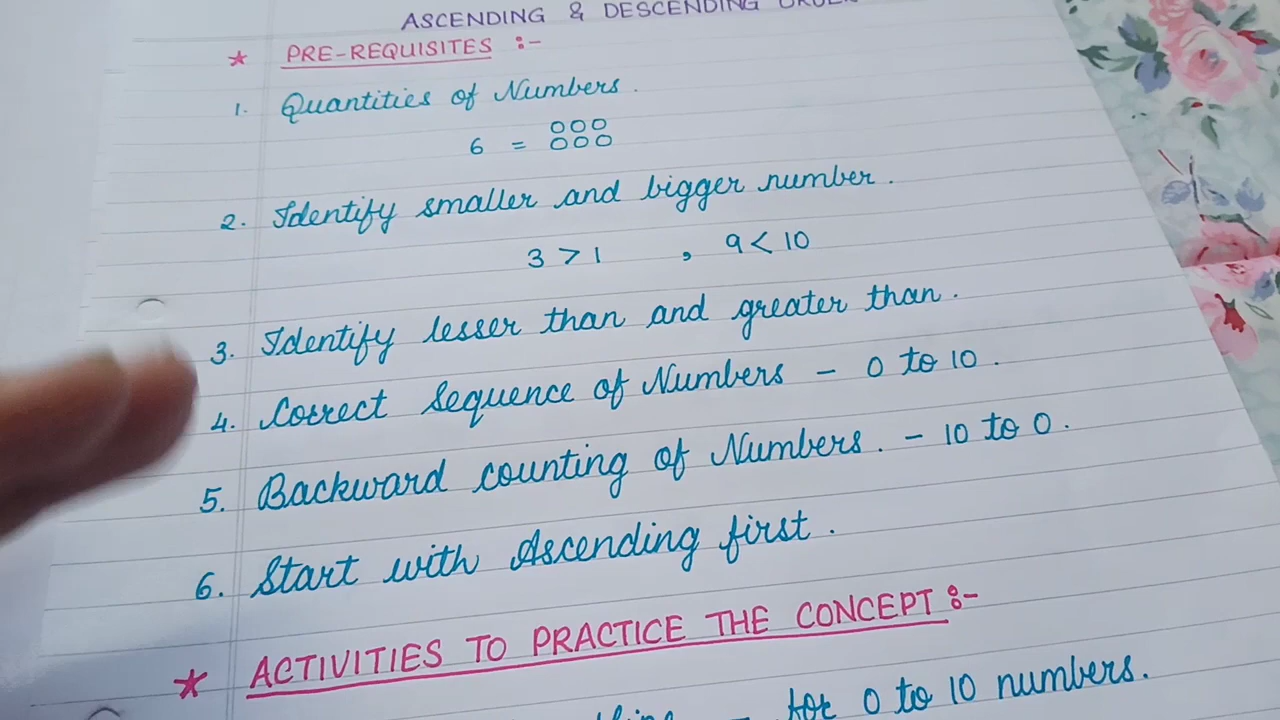 ASCENDING & DESCENDING ORDER
* PRE-REQUISITES :-
1. Quantities of Numbers.
6 = 000
000
2. Identify smaller and bigger number.
3 > 1 , 9 < 10
3. Identify lesser than and greater than.
4. Correct Sequence of Numbers - 0 to 10.
5. Backward counting of Numbers. - 10 to 0.
6. Start with Ascending first.
* ACTIVITIES TO PRACTICE THE CONCEPT :-
- for 0 to 10 numbers.